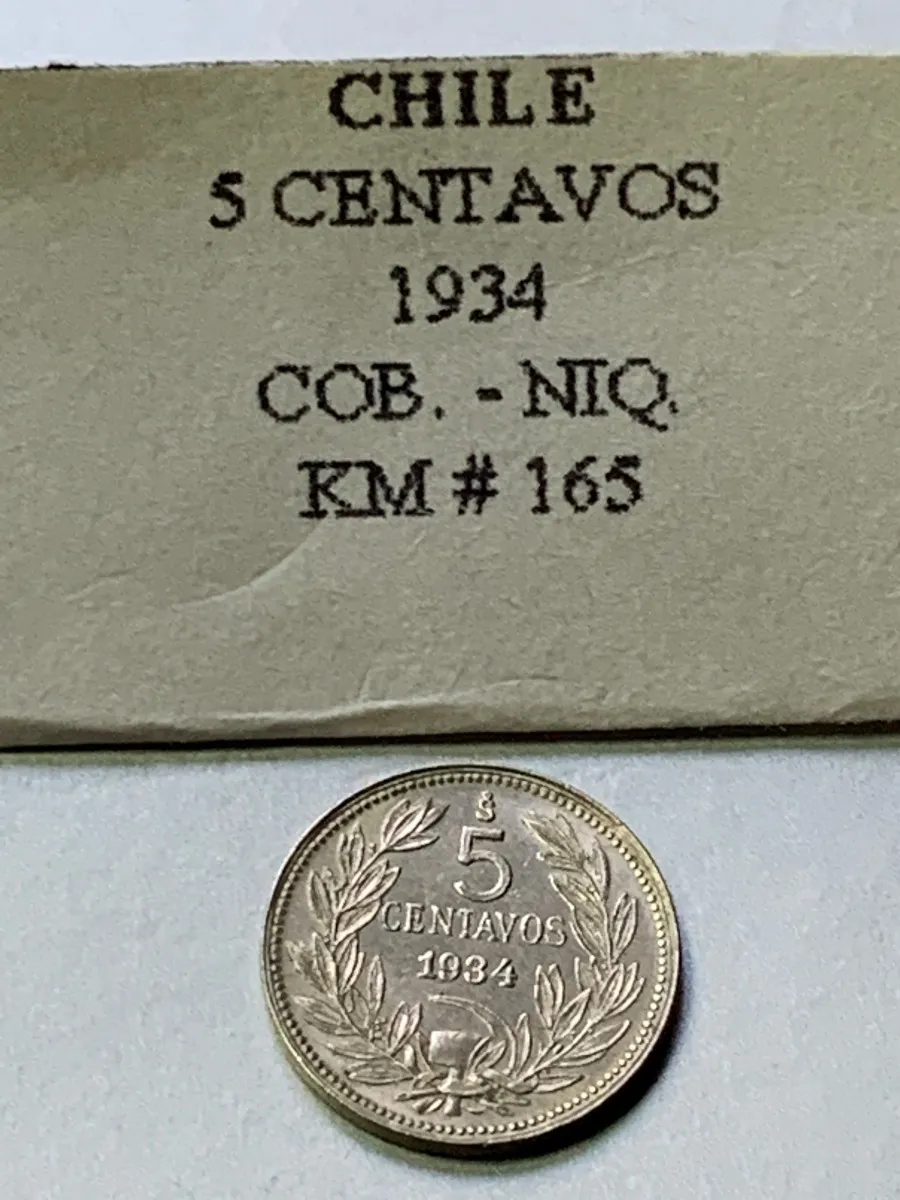 CHILE
5 CENTAVOS
1934
COB. - NIQ.
KM # 165
S
5
CENTAVOS
1934